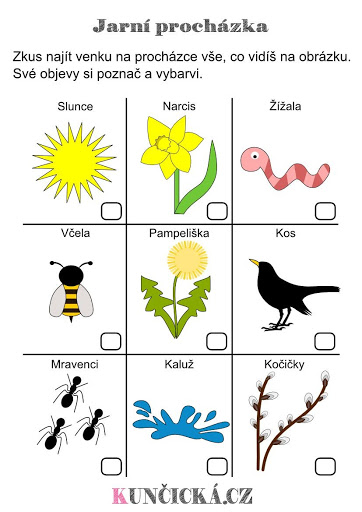 Jarní procházka
Zkus najít venku na procházce vše, co vidíš na obrázku.
Své objevy si poznač a vybarvi.
Slunce
Narcis
Žížala
Včela
Pampeliška
Kos
Mravenci
Kaluž
Kočičky
KUNČICKÁ.CZ